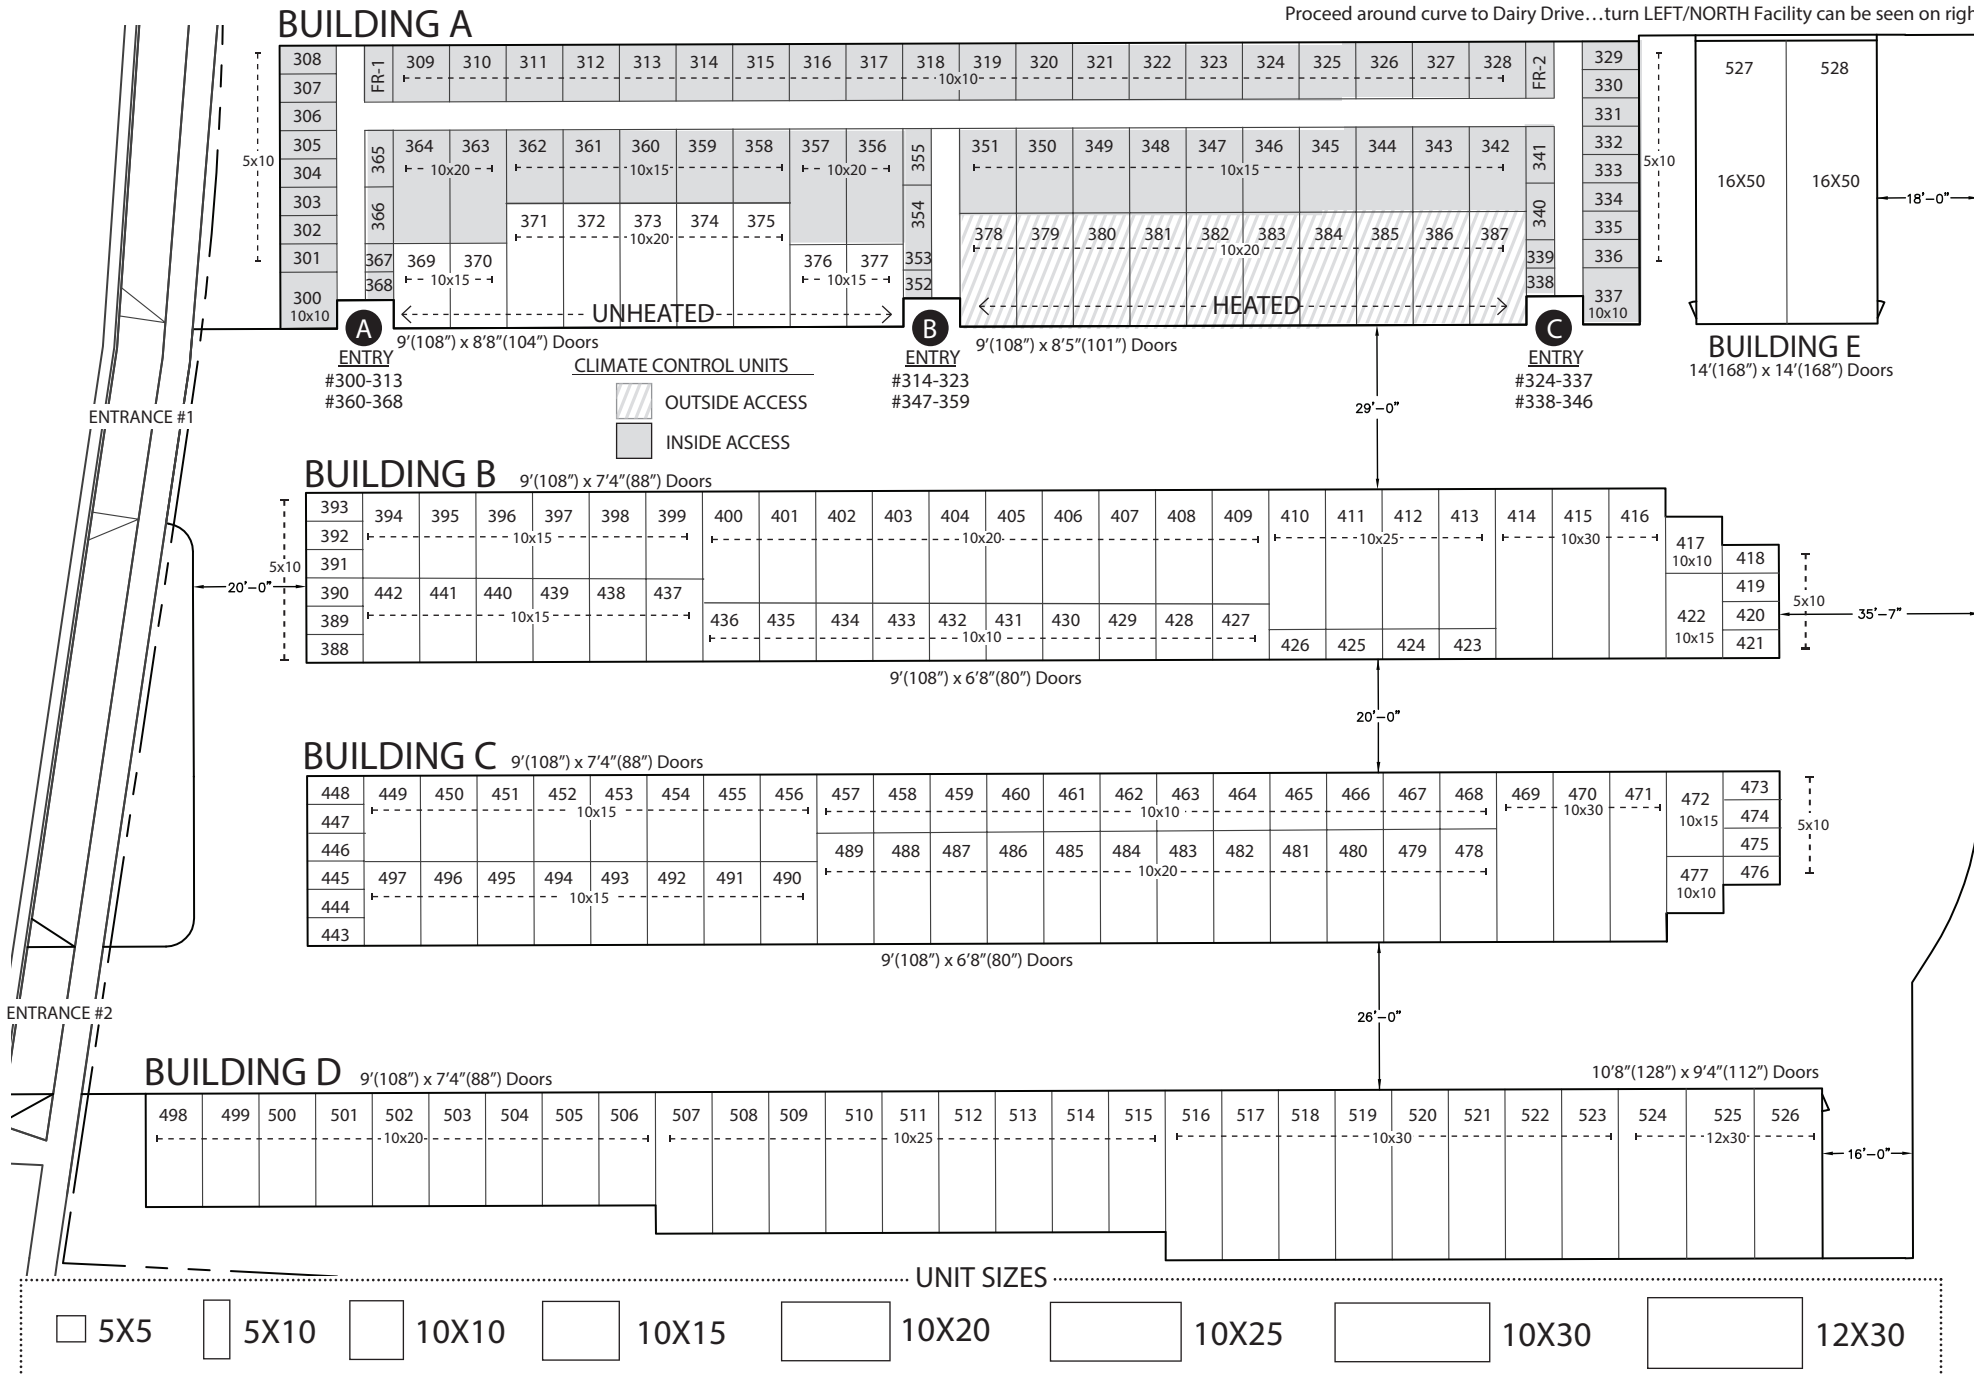 Proceed around curve to Dairy Drive...turn LEFT/NORTH Facility can be seen on righ
BUILDING A
308 FR-1 309 310 311 312 313 314 315 316 317 318 319 320 321 322 323 324 325 326 327 328 FR-2 329
10x10
307 330
306 331
305 332
304 333
303 334
302 335
301 336
300 337
10x10 10x10
5x10 5x10
365 364 363 362 361 360 359 358 357 356 355 351 350 349 348 347 346 345 344 343 342 341
10x20 10x15 10x20 10x15
366 354 340
371 372 373 374 375
10x20
378 379 380 381 382 383 384 385 386 387
10x20
367 369 370 376 377 353 339
10x15 10x15
368 352 338
UNHEATED HEATED
527 528
16X50 16X50
18'-0"
BUILDING E
14'(168") x 14'(168") Doors
A B C
9'(108") x 8'8"(104") Doors
9'(108") x 8'5"(101") Doors
ENTRY
#300-313
#360-368
ENTRY
#314-323
#347-359
ENTRY
#324-337
#338-346
CLIMATE CONTROL UNITS
OUTSIDE ACCESS
INSIDE ACCESS
29'-0"
ENTRANCE #1
BUILDING B 9'(108") x 7'4"(88") Doors
393
392
391
390
389
388
5x10
20'-0"
394 395 396 397 398 399 400 401 402 403 404 405 406 407 408 409 410 411 412 413 414 415 416
10x15 10x20 10x25 10x30
417
10x10
418
419
420
421
5x10
35'-7"
442 441 440 439 438 437
10x15
436 435 434 433 432 431 430 429 428 427
10x10
426 425 424 423
422
10x15
9'(108") x 6'8"(80") Doors
20'-0"
BUILDING C 9'(108") x 7'4"(88") Doors
448
447
446
445
444
443
449 450 451 452 453 454 455 456 457 458 459 460 461 462 463 464 465 466 467 468 469 470 471
10x15 10x10 10x30
472
10x15
473
474
475
476
5x10
489 488 487 486 485 484 483 482 481 480 479 478
10x20
497 496 495 494 493 492 491 490
10x15
477
10x10
9'(108") x 6'8"(80") Doors
26'-0"
ENTRANCE #2
BUILDING D 9'(108") x 7'4"(88") Doors
10'8"(128") x 9'4"(112") Doors
498 499 500 501 502 503 504 505 506 507 508 509 510 511 512 513 514 515 516 517 518 519 520 521 522 523 524 525 526
10x20 10x25 10x30 12x30
16'-0"
UNIT SIZES
5X5 5X10 10X10 10X15 10X20 10X25 10X30 12X30